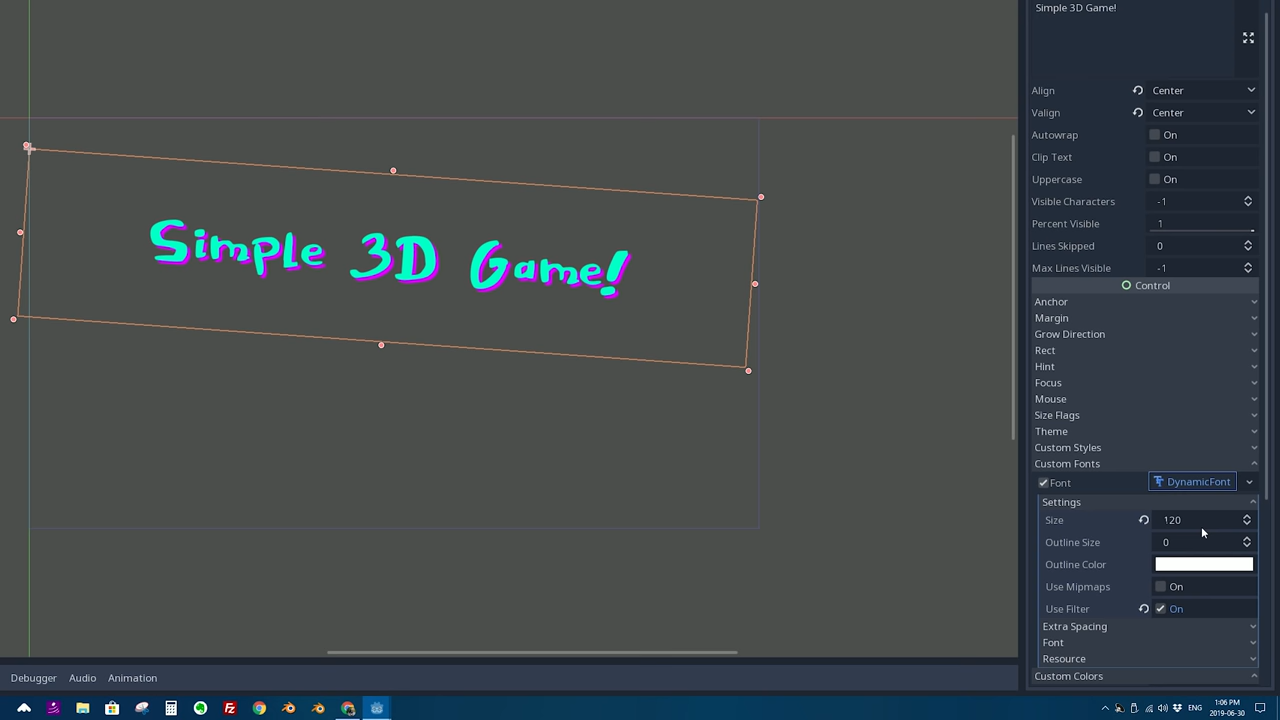 Simple 3D Game!
Align Center
Valign Center
Autowrap On
Clip Text On
Uppercase On
Visible Characters -1
Percent Visible 1
Lines Skipped 0
Max Lines Visible -1
Control
Anchor
Margin
Grow Direction
Rect
Hint
Focus
Mouse
Size Flags
Theme
Custom Styles
Custom Fonts
Font DynamicFont
Settings
Size 120
Outline Size 0
Outline Color
Use Mipmaps On
Use Filter On
Extra Spacing
Font
Resource
Custom Colors
Simple 3D Game!
Debugger Audio Animation
Fz
ENG
1:06 PM
2019-06-30